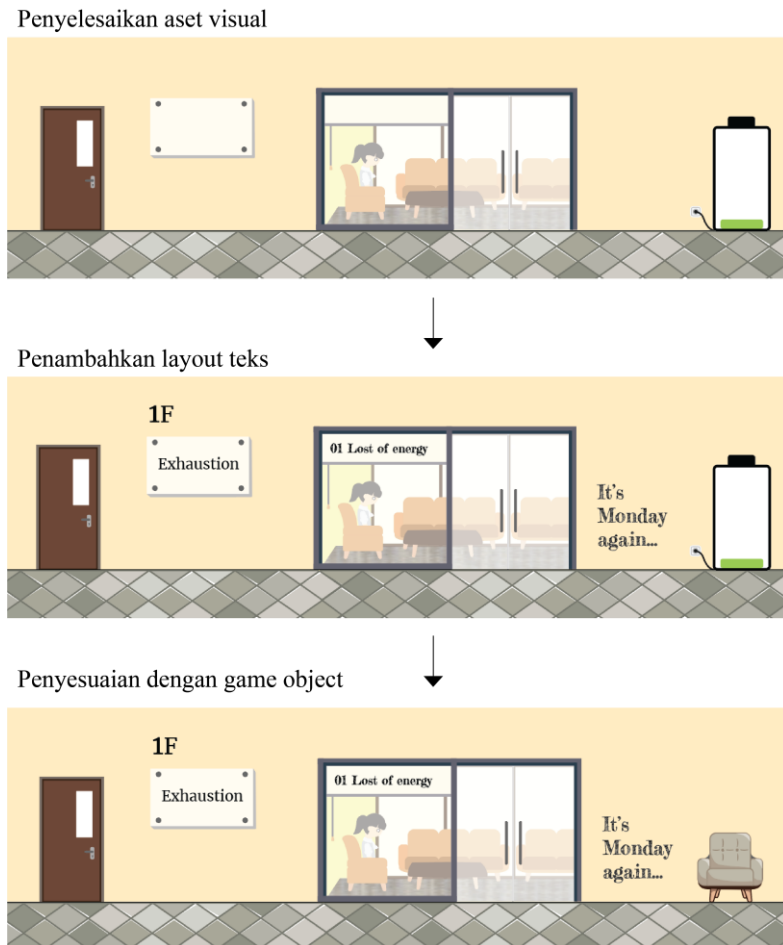 Penyelesaikan aset visual
Penambahkan layout teks
1F
Exhaustion
01 Lost of energy
It's
Monday
again...
Penyesuaian dengan game object
1F
Exhaustion
01 Lost of energy
It's
Monday
again...